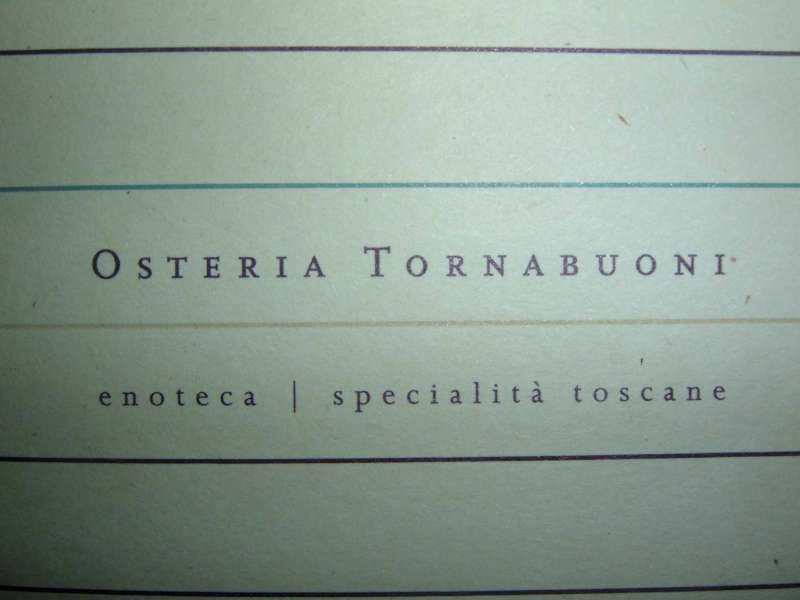 Osteria Tornabuoni
enoteca | specialità toscane